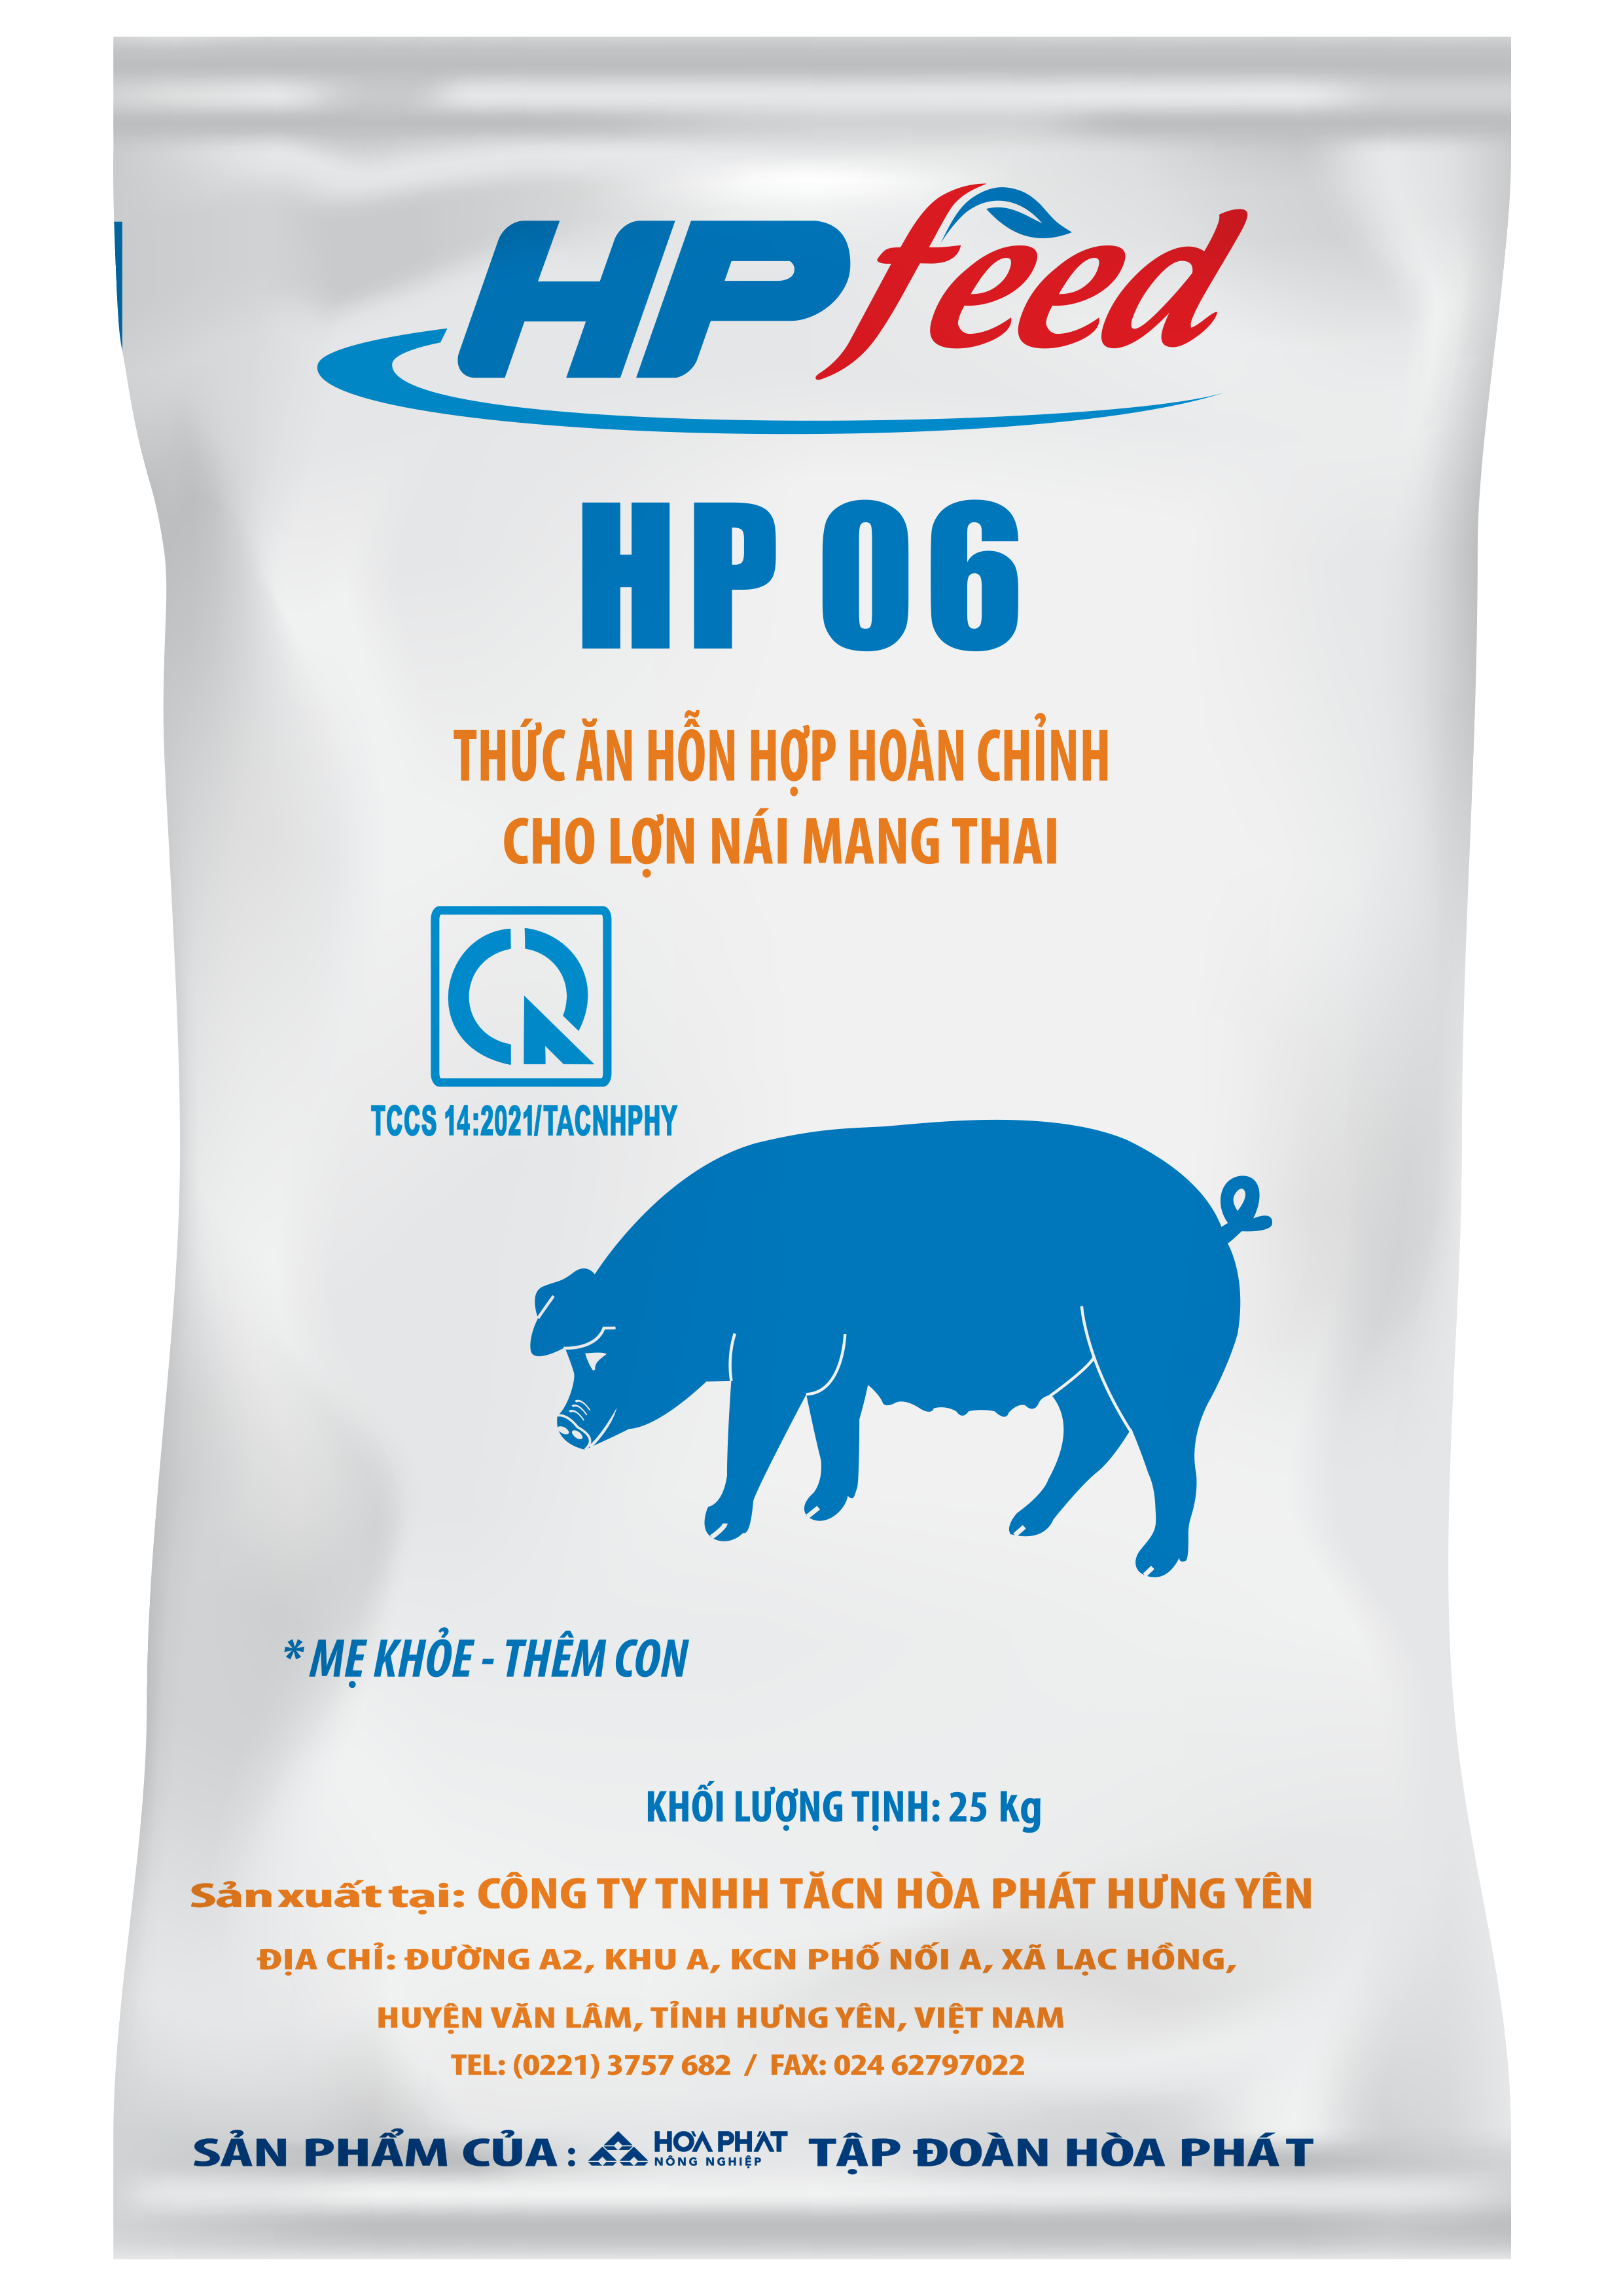 HP feed
HP 06
THỨC ĂN HỖN HỢP HOÀN CHỈNH
CHO LỢN NÁI MANG THAI
TCCS 14:2021/TACNHPHY
* MẸ KHỎE - THÊM CON
KHỐI LƯỢNG TỊNH: 25 kg
Sản xuất tại: CÔNG TY TNHH TĂCN HÒA PHÁT HƯNG YÊN
ĐỊA CHỈ: ĐƯỜNG A2, KHU A, KCN PHỐ NỐI A, XÃ LẠC HỒNG,
HUYỆN VĂN LÂM, TỈNH HƯNG YÊN, VIỆT NAM
TEL: (0221) 3757 682 / FAX: 024 62797022
SẢN PHẨM CỦA : HÒA PHÁT NÔNG NGHIỆP TẬP ĐOÀN HÒA PHÁT